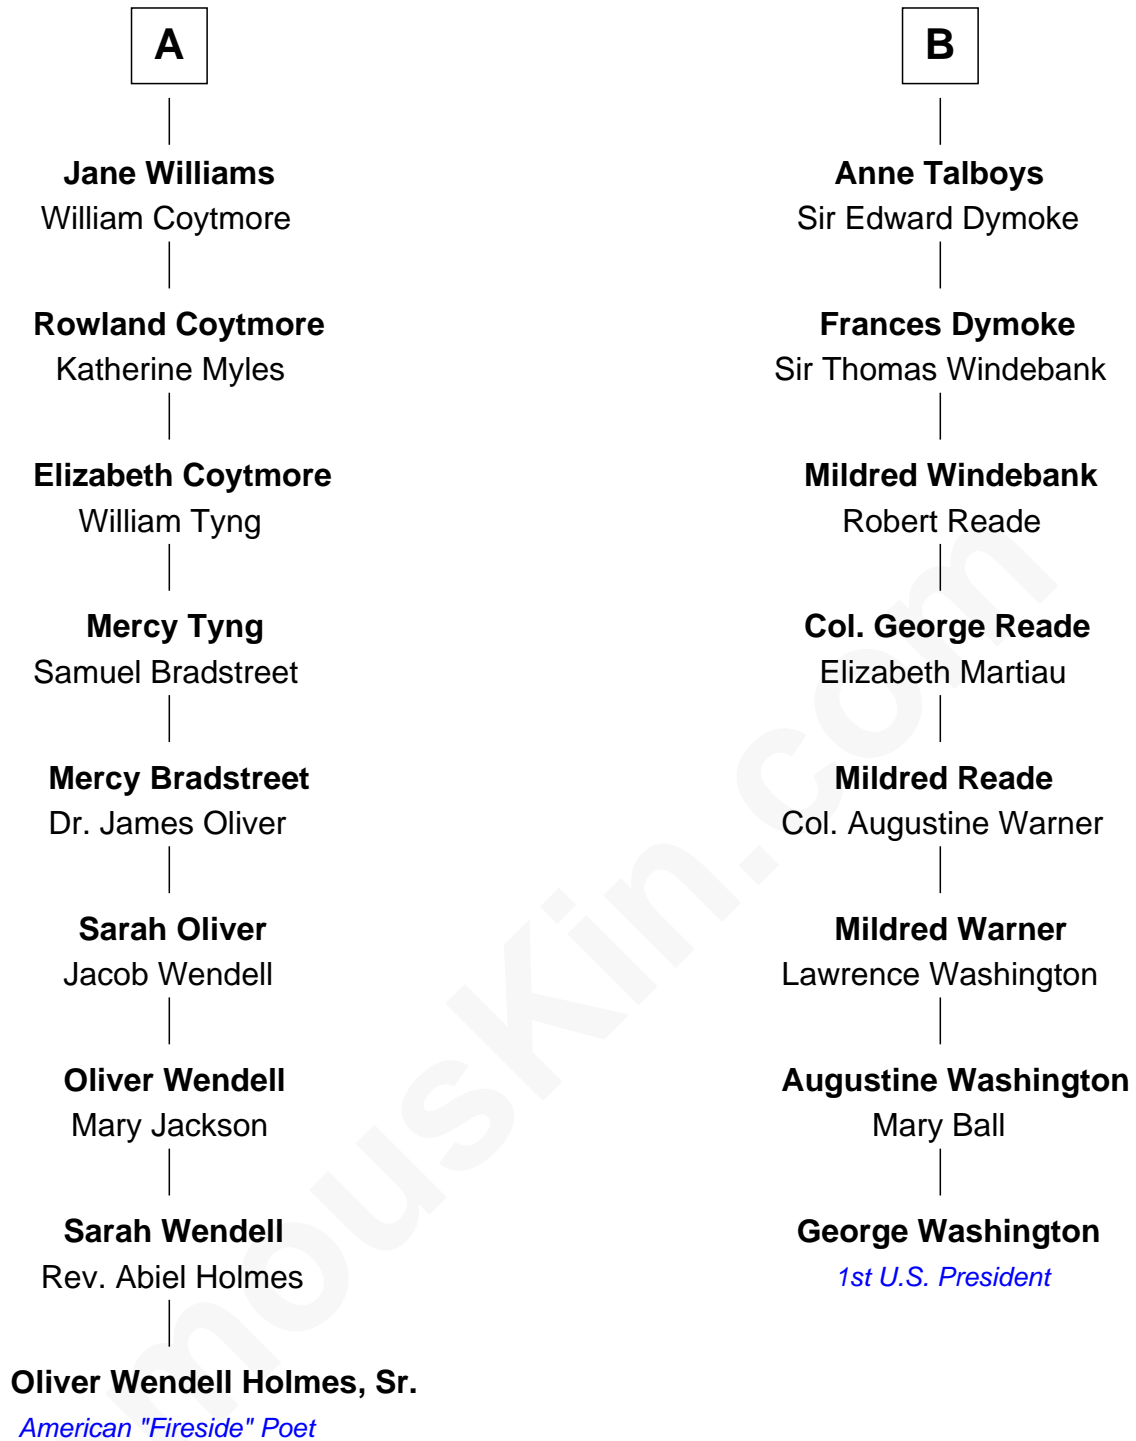 A
Jane Williams
William Coytmore
Rowland Coytmore
Katherine Myles
Elizabeth Coytmore
William Tyng
Mercy Tyng
Samuel Bradstreet
Mercy Bradstreet
Dr. James Oliver
Sarah Oliver
Jacob Wendell
Oliver Wendell
Mary Jackson
Sarah Wendell
Rev. Abiel Holmes
Oliver Wendell Holmes, Sr.
American "Fireside" Poet
B
Anne Talboys
Sir Edward Dymoke
Frances Dymoke
Sir Thomas Windebank
Mildred Windebank
Robert Reade
Col. George Reade
Elizabeth Martiau
Mildred Reade
Col. Augustine Warner
Mildred Warner
Lawrence Washington
Augustine Washington
Mary Ball
George Washington
1st U.S. President
mouskin.com